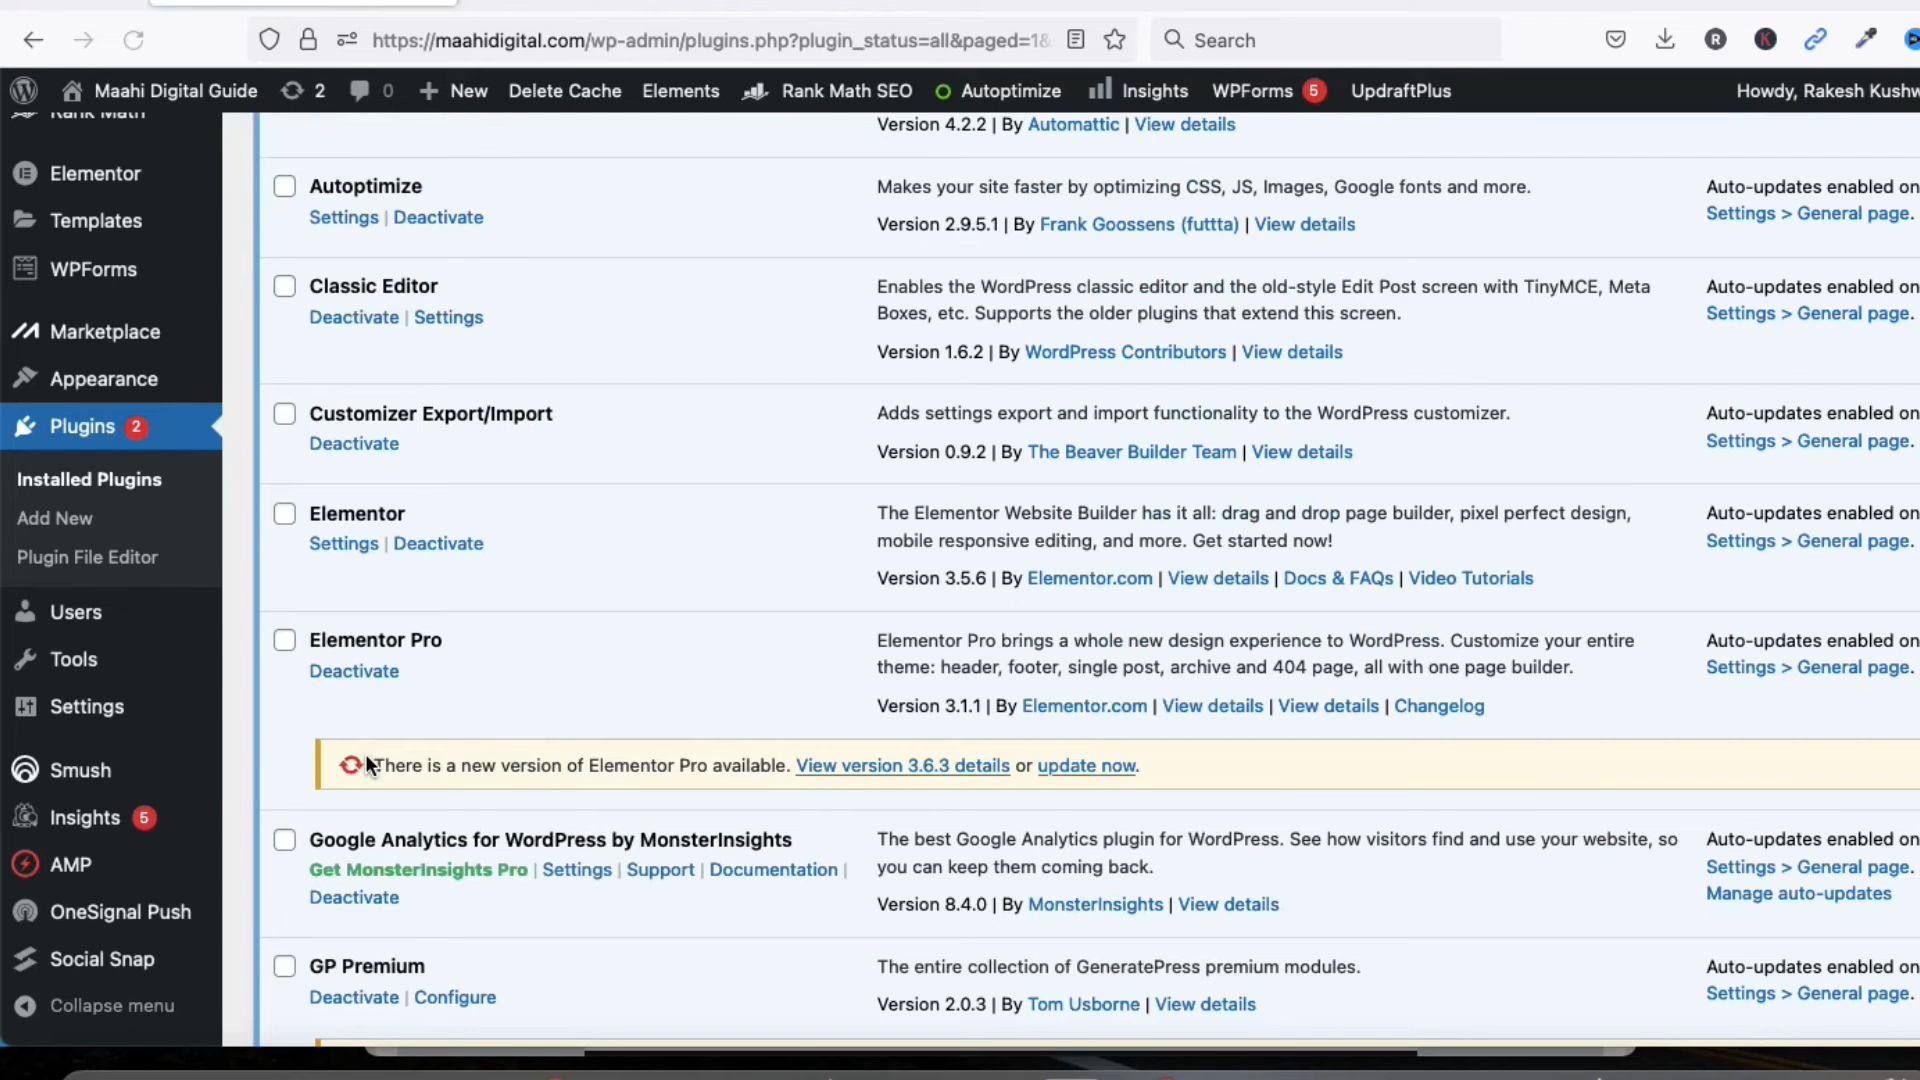 https://maahidigital.com/wp-admin/plugins.php?plugin_status=all&paged=1&
Search
R
K
Maahi Digital Guide
2
0
New
Delete Cache
Elements
Rank Math SEO
Autoptimize
Insights
WPForms 5
UpdraftPlus
Howdy, Rakesh Kushw
Rank Math
Elementor
Templates
WPForms
Marketplace
Appearance
Plugins 2
Installed Plugins
Add New
Plugin File Editor
Users
Tools
Settings
Smush
Insights 5
AMP
OneSignal Push
Social Snap
Collapse menu
Version 4.2.2 | By Automattic | View details
Autoptimize
Settings | Deactivate
Makes your site faster by optimizing CSS, JS, Images, Google fonts and more.
Version 2.9.5.1 | By Frank Goossens (futtta) | View details
Auto-updates enabled on
Settings > General page.
Classic Editor
Deactivate | Settings
Enables the WordPress classic editor and the old-style Edit Post screen with TinyMCE, Meta
Boxes, etc. Supports the older plugins that extend this screen.
Version 1.6.2 | By WordPress Contributors | View details
Auto-updates enabled on
Settings > General page.
Customizer Export/Import
Deactivate
Adds settings export and import functionality to the WordPress customizer.
Version 0.9.2 | By The Beaver Builder Team | View details
Auto-updates enabled on
Settings > General page.
Elementor
Settings | Deactivate
The Elementor Website Builder has it all: drag and drop page builder, pixel perfect design,
mobile responsive editing, and more. Get started now!
Version 3.5.6 | By Elementor.com | View details | Docs & FAQs | Video Tutorials
Auto-updates enabled on
Settings > General page.
Elementor Pro
Deactivate
Elementor Pro brings a whole new design experience to WordPress. Customize your entire
theme: header, footer, single post, archive and 404 page, all with one page builder.
Version 3.1.1 | By Elementor.com | View details | View details | Changelog
Auto-updates enabled on
Settings > General page.
There is a new version of Elementor Pro available. View version 3.6.3 details or update now.
Google Analytics for WordPress by MonsterInsights
Get MonsterInsights Pro | Settings | Support | Documentation |
Deactivate
The best Google Analytics plugin for WordPress. See how visitors find and use your website, so
you can keep them coming back.
Version 8.4.0 | By MonsterInsights | View details
Auto-updates enabled on
Settings > General page.
Manage auto-updates
GP Premium
Deactivate | Configure
The entire collection of GeneratePress premium modules.
Version 2.0.3 | By Tom Usborne | View details
Auto-updates enabled on
Settings > General page.